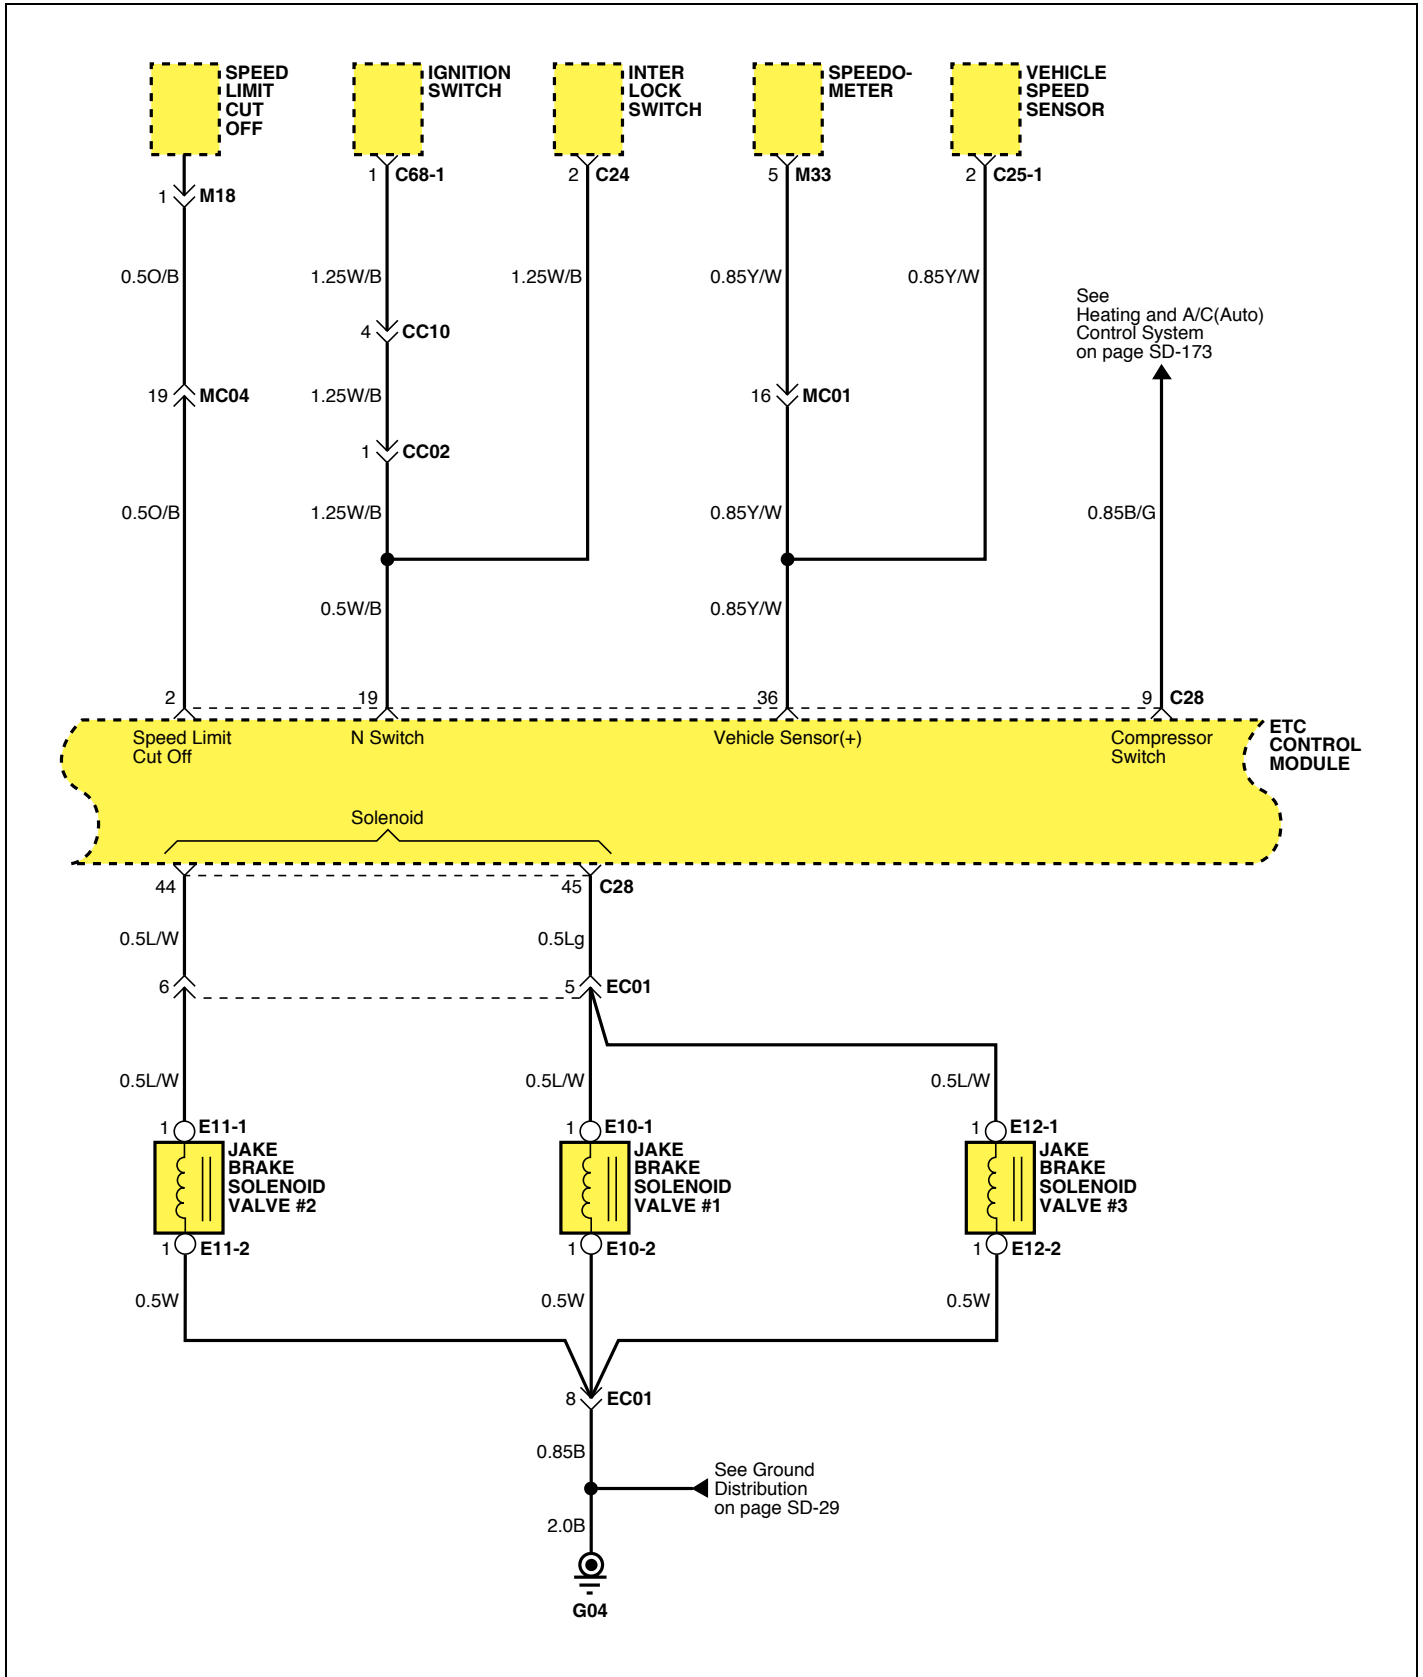 SPEED
LIMIT
CUT
OFF
IGNITION
SWITCH
INTER
LOCK
SWITCH
SPEEDO-
METER
VEHICLE
SPEED
SENSOR
1 C68-1
2 C24
5 M33
2 C25-1
1 M18
0.5O/B
1.25W/B
1.25W/B
0.85Y/W
0.85Y/W
See
Heating and A/C(Auto)
Control System
on page SD-173
4 CC10
19 MC04
1.25W/B
16 MC01
1 CC02
0.5O/B
1.25W/B
0.85Y/W
0.85B/G
0.5W/B
0.85Y/W
2
19
36
9 C28
Speed Limit
Cut Off
N Switch
Vehicle Sensor(+)
Compressor
Switch
ETC
CONTROL
MODULE
Solenoid
44
45 C28
0.5L/W
0.5Lg
6
5 EC01
0.5L/W
0.5L/W
0.5L/W
1 E11-1
JAKE
BRAKE
SOLENOID
VALVE #2
1 E11-2
1 E10-1
JAKE
BRAKE
SOLENOID
VALVE #1
1 E10-2
1 E12-1
JAKE
BRAKE
SOLENOID
VALVE #3
1 E12-2
0.5W
0.5W
0.5W
8 EC01
0.85B
See Ground
Distribution
on page SD-29
2.0B
G04